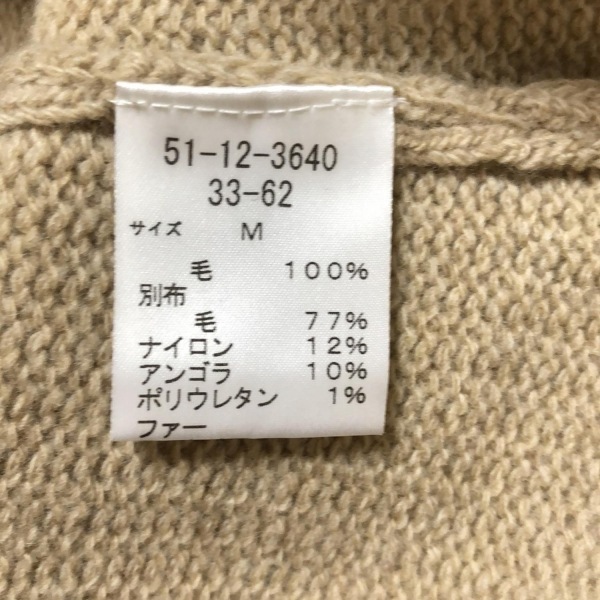 51-12-3640
33-62
サイズ M
毛 100%
別布
毛 77%
ナイロン 12%
アンゴラ 10%
ポリウレタン 1%
ファー